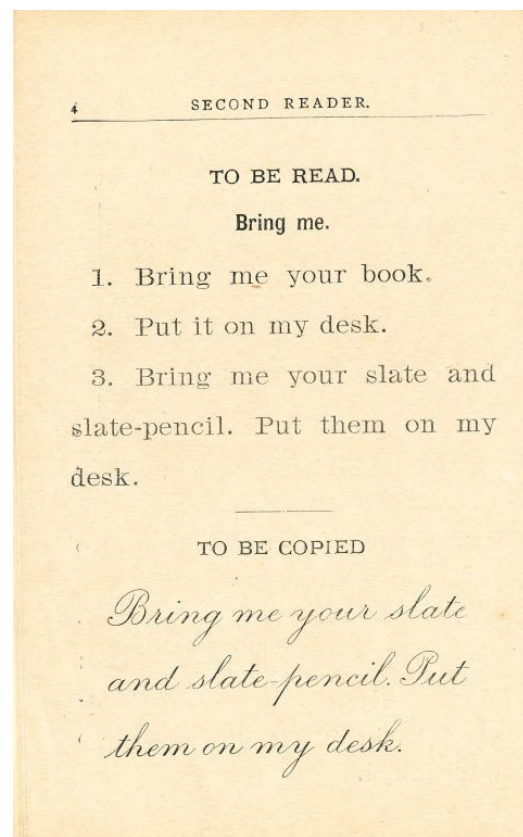 4 SECOND READER.
TO BE READ.
Bring me.
1. Bring me your book.
2. Put it on my desk.
3. Bring me your slate and
slate-pencil. Put them on my
desk.
TO BE COPIED
Bring me your slate
and slate-pencil. Put
them on my desk.